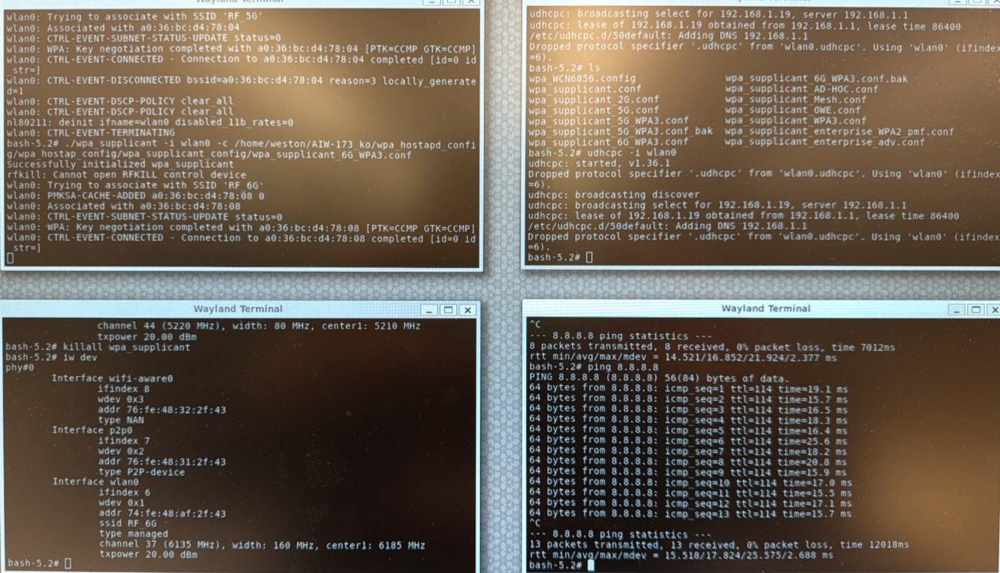 Wayland Terminal
wlan0: Trying to associate with SSID 'RF_5G'
wlan0: Associated with a0:36:bc:d4:78:04
wlan0: CTRL-EVENT-SUBNET-STATUS-UPDATE status=0
wlan0: WPA: Key negotiation completed with a0:36:bc:d4:78:04 [PTK=CCMP GTK=CCMP]
wlan0: CTRL-EVENT-CONNECTED - Connection to a0:36:bc:d4:78:04 completed [id=0 id
_str=]
wlan0: CTRL-EVENT-DISCONNECTED bssid=a0:36:bc:d4:78:04 reason=3 locally_generate
d=1
wlan0: CTRL-EVENT-DSCP-POLICY clear_all
wlan0: CTRL-EVENT-DSCP-POLICY clear_all
nl80211: deinit ifname=wlan0 disabled_11b_rates=0
wlan0: CTRL-EVENT-TERMINATING
bash-5.2# ./wpa_supplicant -i wlan0 -c /home/weston/AIW-173_ko/wpa_hostapd_confi
g/wpa_hostap_config/wpa_supplicant_config/wpa_supplicant_6G_WPA3.conf
Successfully initialized wpa_supplicant
rfkill: Cannot open RFKILL control device
wlan0: Trying to associate with SSID 'RF_6G'
wlan0: PMKSA-CACHE-ADDED a0:36:bc:d4:78:08 0
wlan0: Associated with a0:36:bc:d4:78:08
wlan0: CTRL-EVENT-SUBNET-STATUS-UPDATE status=0
wlan0: WPA: Key negotiation completed with a0:36:bc:d4:78:08 [PTK=CCMP GTK=CCMP]
wlan0: CTRL-EVENT-CONNECTED - Connection to a0:36:bc:d4:78:08 completed [id=0 id
_str=]
udhcpc: broadcasting select for 192.168.1.19, server 192.168.1.1
udhcpc: lease of 192.168.1.19 obtained from 192.168.1.1, lease time 86400
/etc/udhcpc.d/50default: Adding DNS 192.168.1.1
Dropped protocol specifier '.udhcpc' from 'wlan0.udhcpc'. Using 'wlan0' (ifindex
=6).
bash-5.2# ls
wpa_WCN6856.config wpa_supplicant_6G_WPA3.conf.bak
wpa_supplicant.conf wpa_supplicant_AD-HOC.conf
wpa_supplicant_2G.conf wpa_supplicant_Mesh.conf
wpa_supplicant_5G.conf wpa_supplicant_OWE.conf
wpa_supplicant_5G_WPA3.conf wpa_supplicant_WPA3.conf
wpa_supplicant_5G_WPA3.conf_bak wpa_supplicant_enterprise_WPA2_pmf.conf
wpa_supplicant_6G_WPA3.conf wpa_supplicant_enterprise_adv.conf
bash-5.2# udhcpc -i wlan0
udhcpc: started, v1.36.1
Dropped protocol specifier '.udhcpc' from 'wlan0.udhcpc'. Using 'wlan0' (ifindex
=6).
udhcpc: broadcasting discover
udhcpc: broadcasting select for 192.168.1.19, server 192.168.1.1
udhcpc: lease of 192.168.1.19 obtained from 192.168.1.1, lease time 86400
/etc/udhcpc.d/50default: Adding DNS 192.168.1.1
Dropped protocol specifier '.udhcpc' from 'wlan0.udhcpc'. Using 'wlan0' (ifindex
=6).
bash-5.2#
Wayland Terminal
channel 44 (5220 MHz), width: 80 MHz, center1: 5210 MHz
txpower 20.00 dBm
bash-5.2# killall wpa_supplicant
bash-5.2# iw dev
phy#0
Interface wifi-aware0
ifindex 8
wdev 0x3
addr 76:fe:48:32:2f:43
type NAN
Interface p2p0
ifindex 7
wdev 0x2
addr 76:fe:48:31:2f:43
type P2P-device
Interface wlan0
ifindex 6
wdev 0x1
addr 74:fe:48:af:2f:43
ssid RF_6G
type managed
channel 37 (6135 MHz), width: 160 MHz, center1: 6185 MHz
txpower 20.00 dBm
bash-5.2#
Wayland Terminal
^C
--- 8.8.8.8 ping statistics ---
8 packets transmitted, 8 received, 0% packet loss, time 7012ms
rtt min/avg/max/mdev = 14.521/16.852/21.924/2.377 ms
bash-5.2# ping 8.8.8.8
PING 8.8.8.8 (8.8.8.8) 56(84) bytes of data.
64 bytes from 8.8.8.8: icmp_seq=1 ttl=114 time=19.1 ms
64 bytes from 8.8.8.8: icmp_seq=2 ttl=114 time=15.7 ms
64 bytes from 8.8.8.8: icmp_seq=3 ttl=114 time=16.5 ms
64 bytes from 8.8.8.8: icmp_seq=4 ttl=114 time=18.3 ms
64 bytes from 8.8.8.8: icmp_seq=5 ttl=114 time=16.4 ms
64 bytes from 8.8.8.8: icmp_seq=6 ttl=114 time=25.6 ms
64 bytes from 8.8.8.8: icmp_seq=7 ttl=114 time=18.2 ms
64 bytes from 8.8.8.8: icmp_seq=8 ttl=114 time=20.8 ms
64 bytes from 8.8.8.8: icmp_seq=9 ttl=114 time=15.9 ms
64 bytes from 8.8.8.8: icmp_seq=10 ttl=114 time=17.0 ms
64 bytes from 8.8.8.8: icmp_seq=11 ttl=114 time=15.5 ms
64 bytes from 8.8.8.8: icmp_seq=12 ttl=114 time=17.1 ms
64 bytes from 8.8.8.8: icmp_seq=13 ttl=114 time=15.7 ms
^C
--- 8.8.8.8 ping statistics ---
13 packets transmitted, 13 received, 0% packet loss, time 12018ms
rtt min/avg/max/mdev = 15.518/17.824/25.575/2.688 ms
bash-5.2#